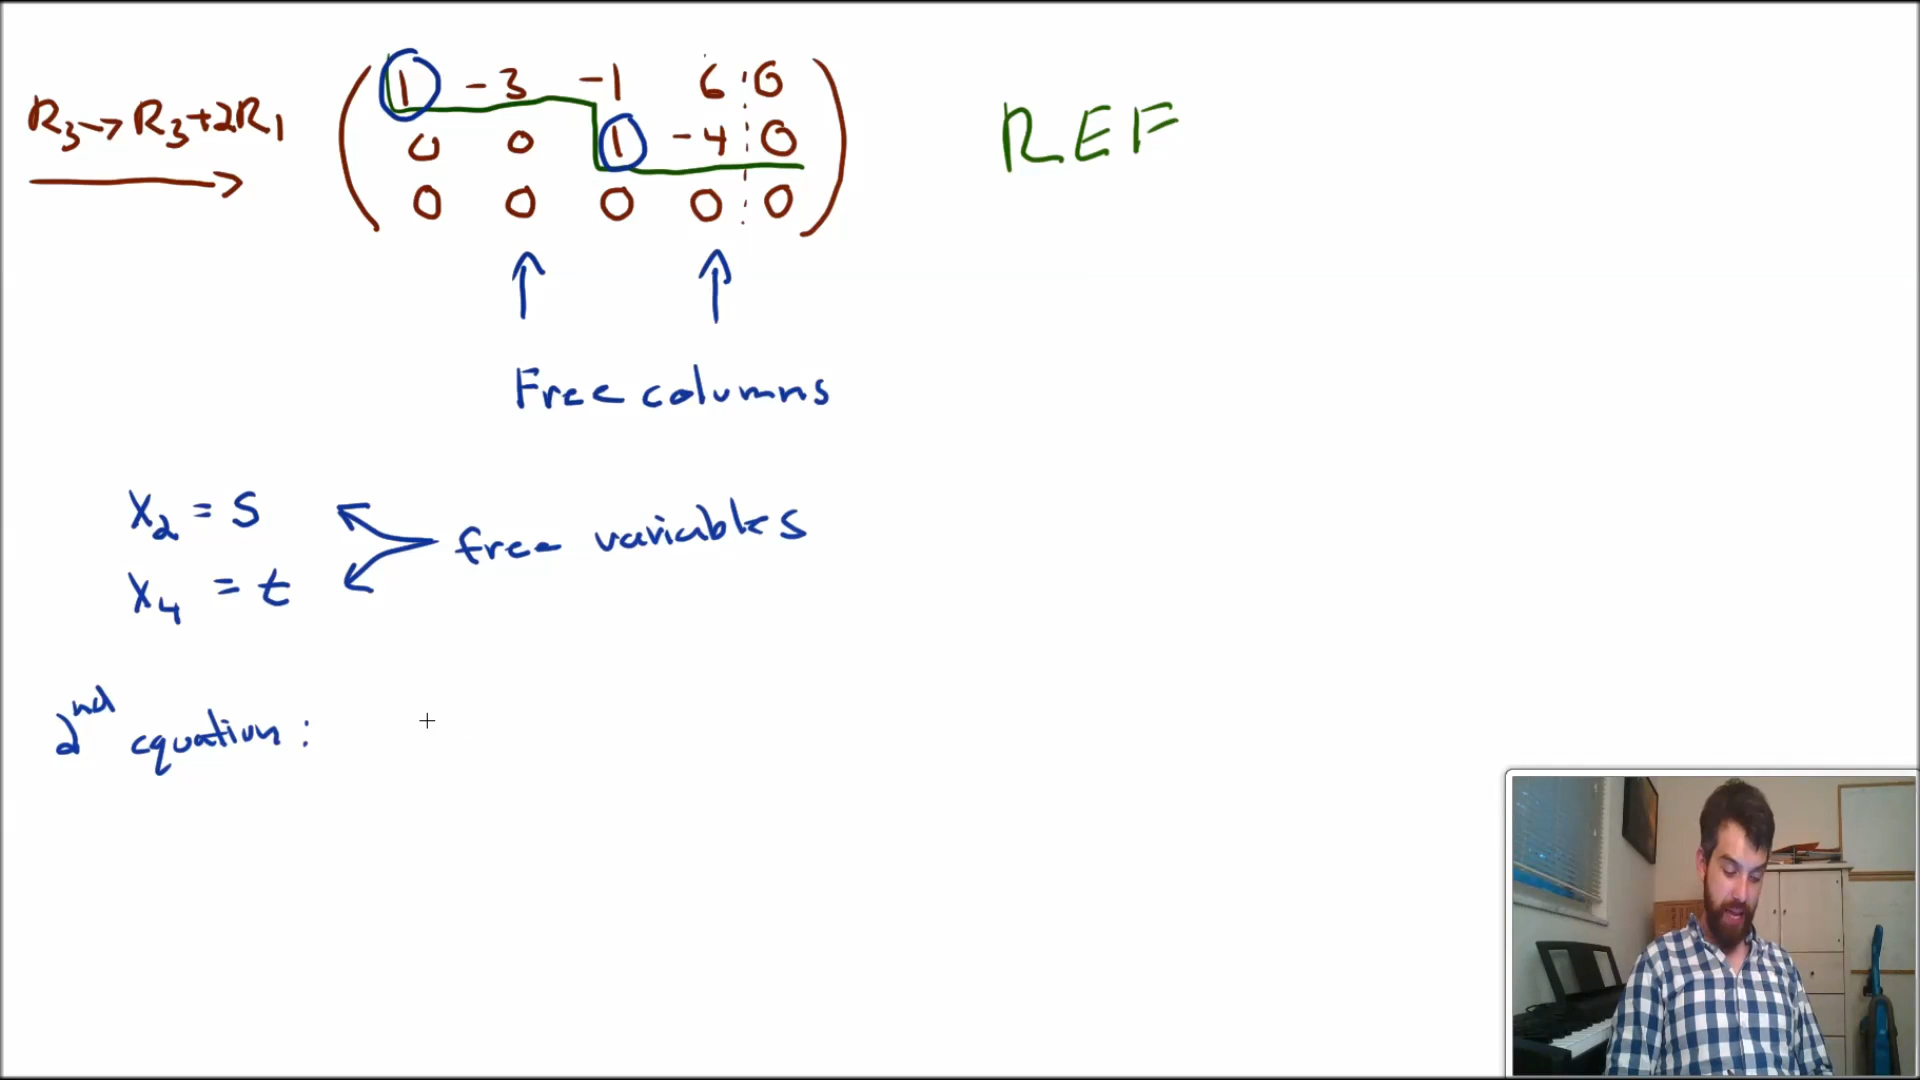 R₃→R₃+2R₁
1 -3 -1 6 0
0 0 1 -4 0
0 0 0 0 0
REF
Free columns
x₂ = s
x₄ = t
free variables
2nd equation: